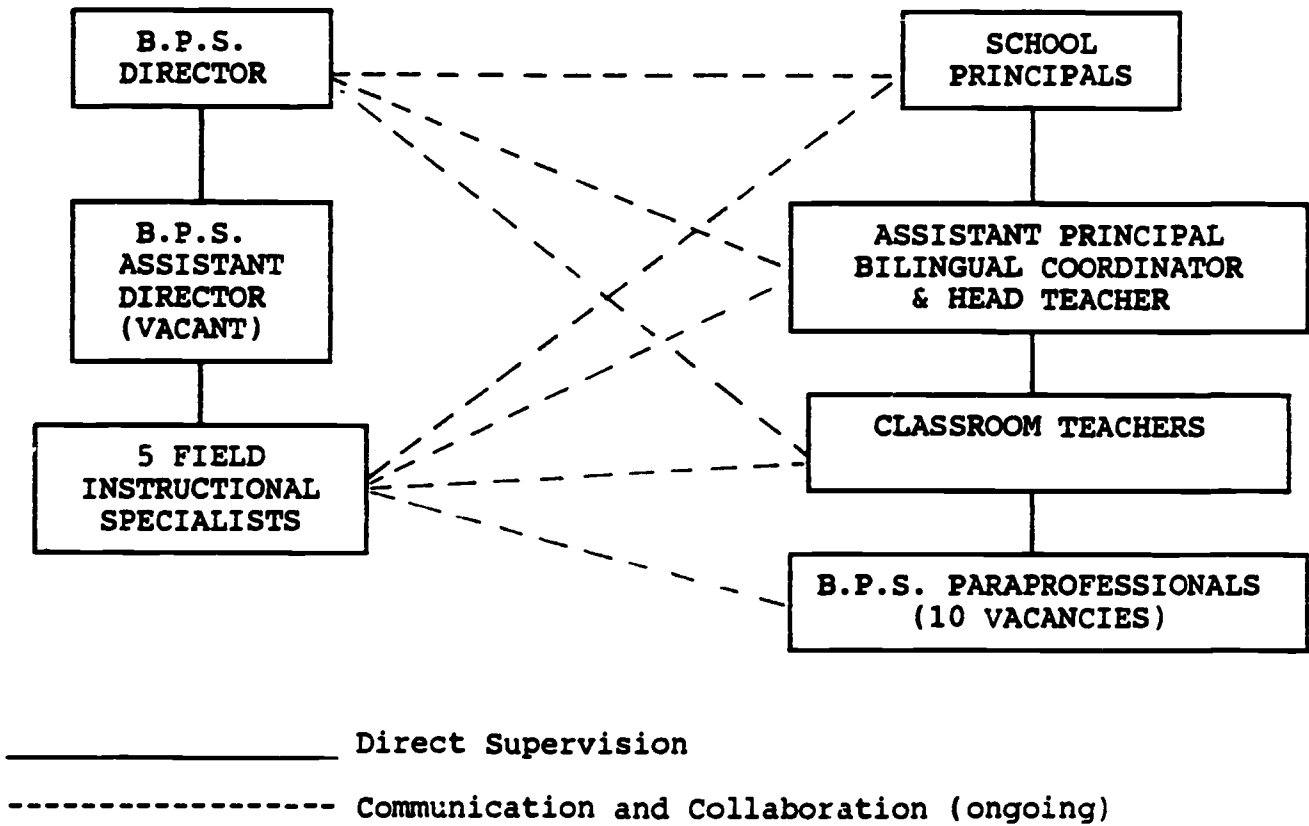 B.P.S.
DIRECTOR
SCHOOL
PRINCIPALS
B.P.S.
ASSISTANT
DIRECTOR
(VACANT)
ASSISTANT PRINCIPAL
BILINGUAL COORDINATOR
& HEAD TEACHER
5 FIELD
INSTRUCTIONAL
SPECIALISTS
CLASSROOM TEACHERS
B.P.S. PARAPROFESSIONALS
(10 VACANCIES)
Direct Supervision
Communication and Collaboration (ongoing)